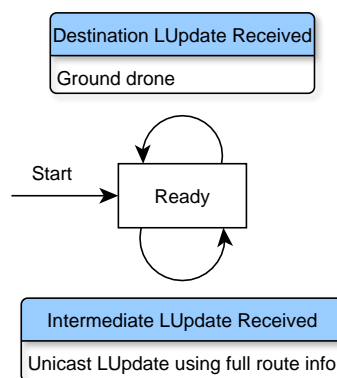 Destination LUpdate Received
Ground drone
Start
Ready
Intermediate LUpdate Received
Unicast LUpdate using full route info